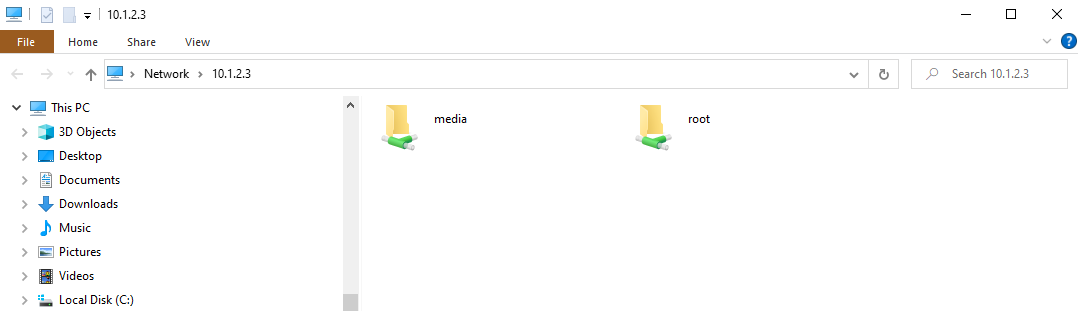 10.1.2.3
File Home Share View
Network 10.1.2.3 Search 10.1.2.3
This PC
3D Objects
Desktop
Documents
Downloads
Music
Pictures
Videos
Local Disk (C:)
media root